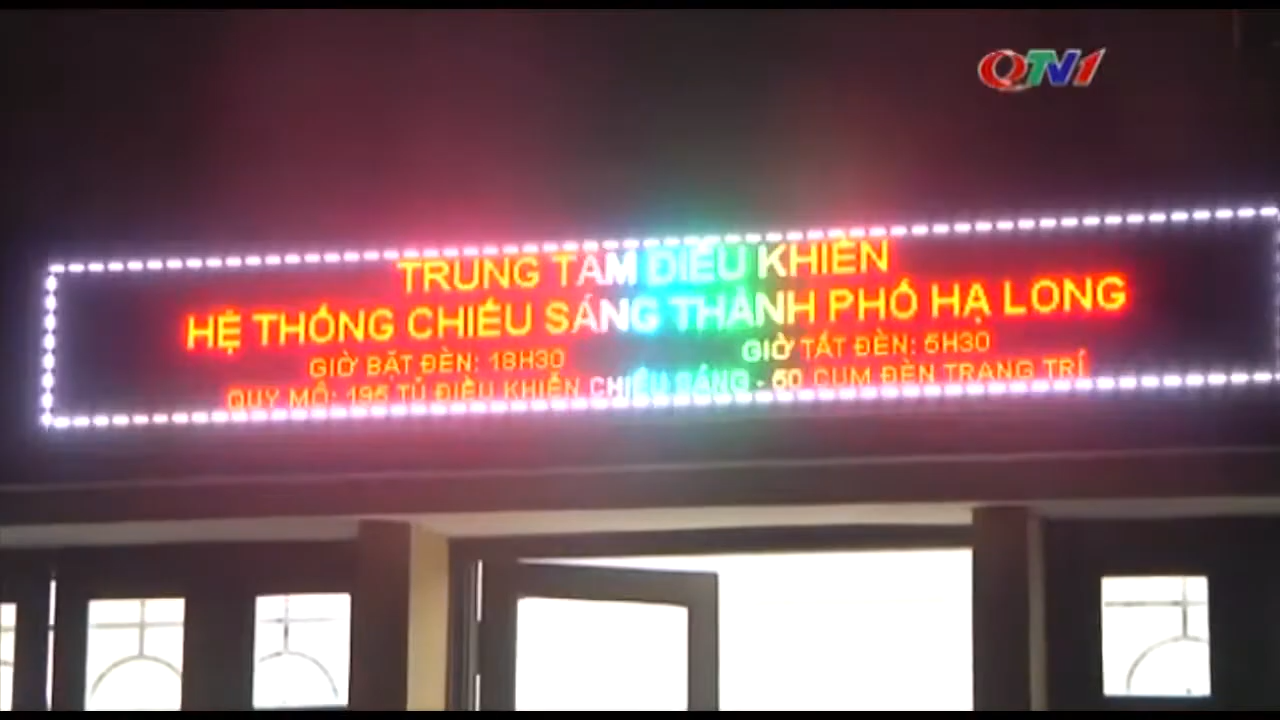 QTV1
TRUNG TÂM ĐIỀU KHIỂN
HỆ THỐNG CHIẾU SÁNG THÀNH PHỐ HẠ LONG
GIỜ BẬT ĐÈN: 18H30 GIỜ TẮT ĐÈN: 5H30
QUY MÔ: 195 TỦ ĐIỀU KHIỂN CHIẾU SÁNG - 60 CỤM ĐÈN TRANG TRÍ